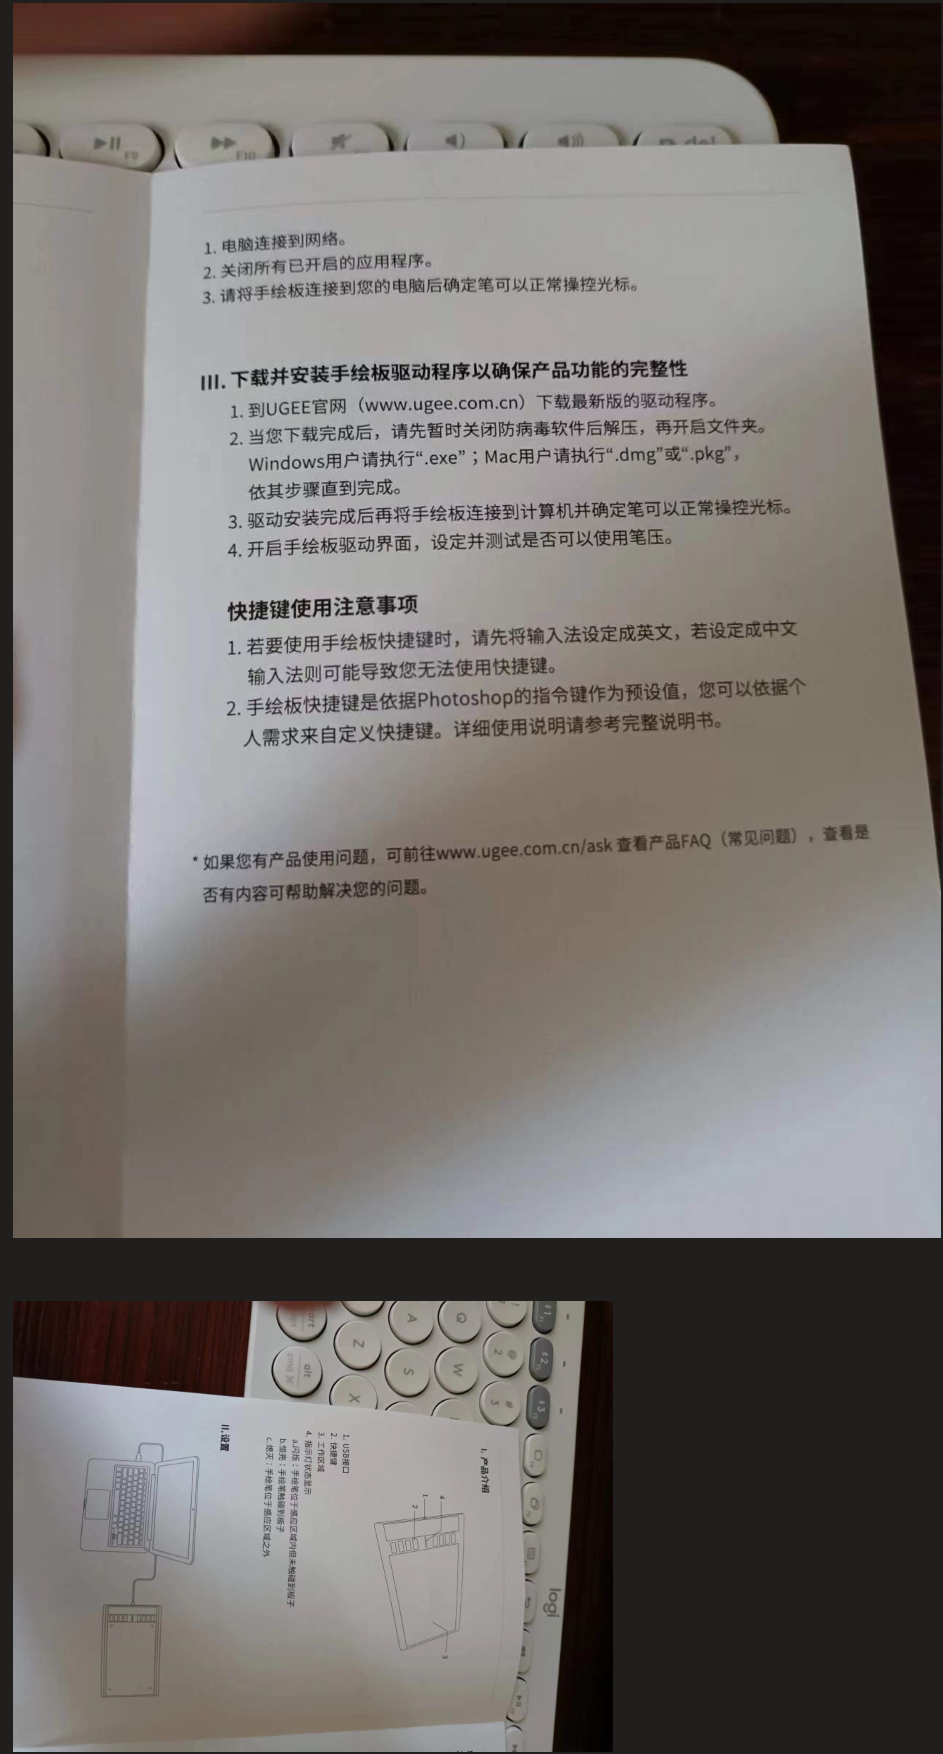 F9
F10
del
1. 电脑连接到网络。
2. 关闭所有已开启的应用程序。
3. 请将手绘板连接到您的电脑后确定笔可以正常操控光标。
III. 下载并安装手绘板驱动程序以确保产品功能的完整性
1. 到UGEE官网（www.ugee.com.cn）下载最新版的驱动程序。
2. 当您下载完成后，请先暂时关闭防病毒软件后解压，再开启文件夹。
Windows用户请执行“.exe”；Mac用户请执行“.dmg”或“.pkg”，
依其步骤直到完成。
3. 驱动安装完成后再将手绘板连接到计算机并确定笔可以正常操控光标。
4. 开启手绘板驱动界面，设定并测试是否可以使用笔压。
快捷键使用注意事项
1. 若要使用手绘板快捷键时，请先将输入法设定成英文，若设定成中文
输入法则可能导致您无法使用快捷键。
2. 手绘板快捷键是依据Photoshop的指令键作为预设值，您可以依据个
人需求来自定义快捷键。详细使用说明请参考完整说明书。
* 如果您有产品使用问题，可前往www.ugee.com.cn/ask 查看产品FAQ（常见问题），查看是
否有内容可帮助解决您的问题。
I. 产品介绍
1
2
3
4
1. USB接口
2. 快捷键
3. 工作区域
4. 指示灯状态显示
a.闪烁：手绘笔位于感应区域内但未触碰到板子
b.恒亮：手绘笔触碰到板子
c.熄灭：手绘笔位于感应区域之外
II. 设置
Q
W
A
S
Z
X
@ 2
# 3
alt
cmd ⌘
logi